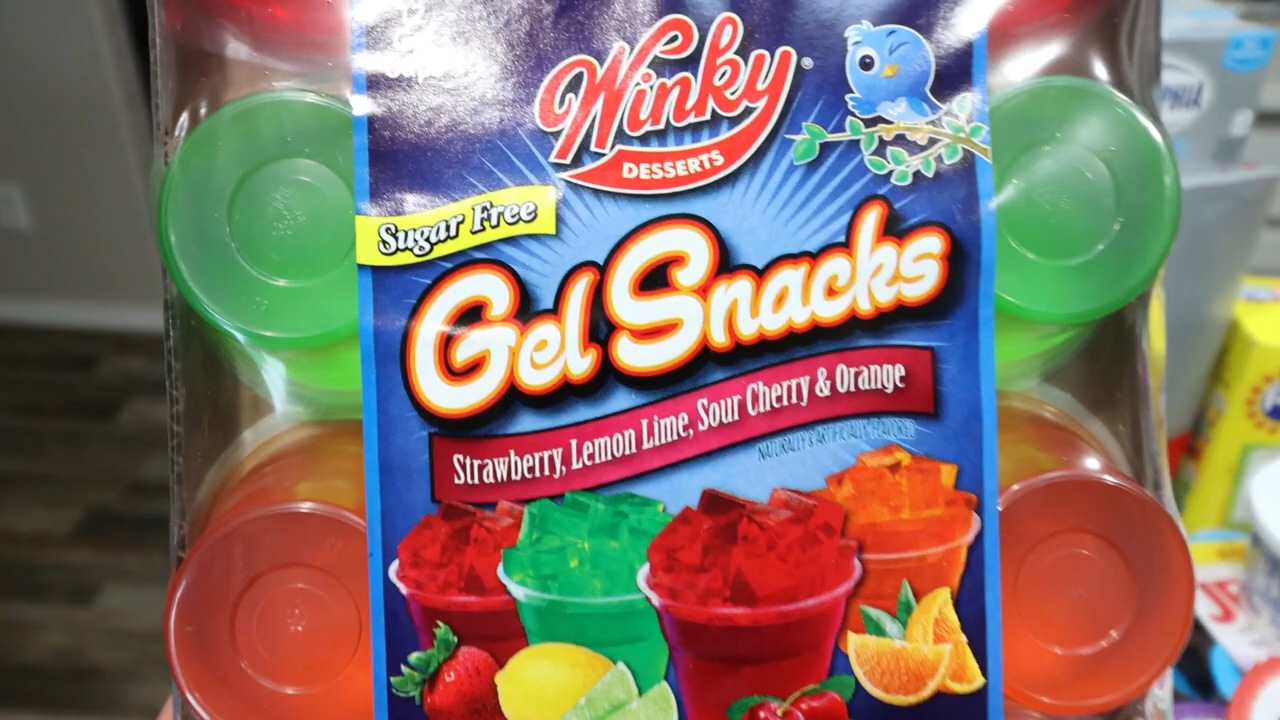 Winky®
DESSERTS
Sugar Free
Gel Snacks
Strawberry, Lemon Lime, Sour Cherry & Orange
NATURALLY & ARTIFICIALLY FLAVORED